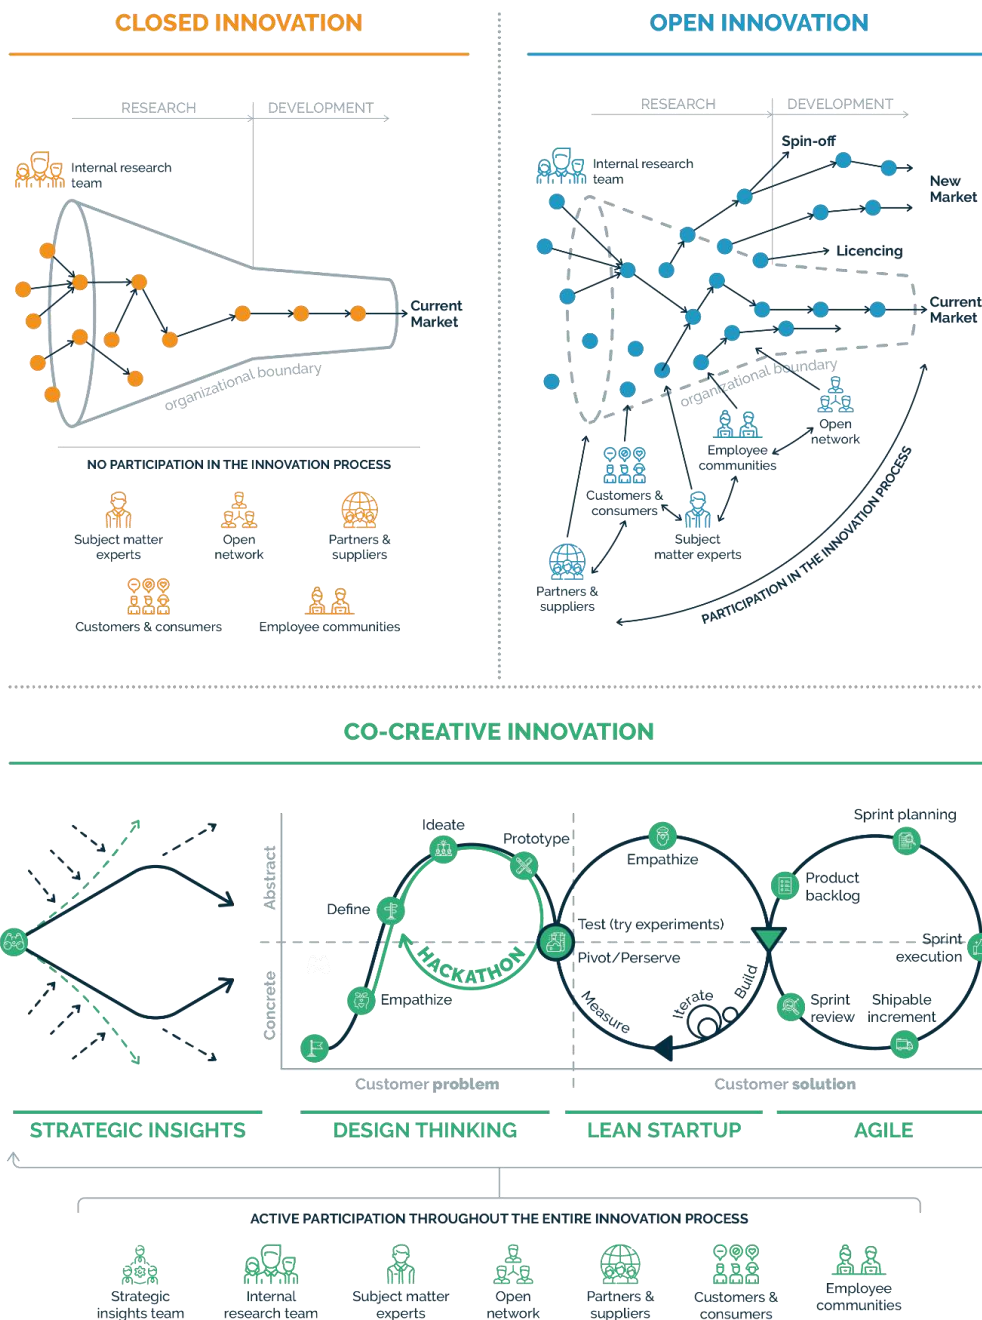 CLOSED INNOVATION
RESEARCH
DEVELOPMENT
Internal research
team
Current
Market
organizational boundary
NO PARTICIPATION IN THE INNOVATION PROCESS
Subject matter
experts
Open
network
Partners &
suppliers
Customers & consumers
Employee communities
OPEN INNOVATION
RESEARCH
DEVELOPMENT
Internal research
team
Spin-off
New
Market
Licencing
Current
Market
organizational boundary
Open
network
Employee
communities
Customers &
consumers
Subject
matter experts
Partners &
suppliers
PARTICIPATION IN THE INNOVATION PROCESS
CO-CREATIVE INNOVATION
Abstract
Concrete
Ideate
Prototype
Define
Empathize
HACKATHON
Empathize
Test (try experiments)
Pivot/Perserve
Measure
Iterate
Build
Sprint planning
Product
backlog
Sprint
execution
Sprint
review
Shipable
increment
Customer problem
Customer solution
STRATEGIC INSIGHTS
DESIGN THINKING
LEAN STARTUP
AGILE
ACTIVE PARTICIPATION THROUGHOUT THE ENTIRE INNOVATION PROCESS
Strategic
insights team
Internal
research team
Subject matter
experts
Open
network
Partners &
suppliers
Customers &
consumers
Employee
communities